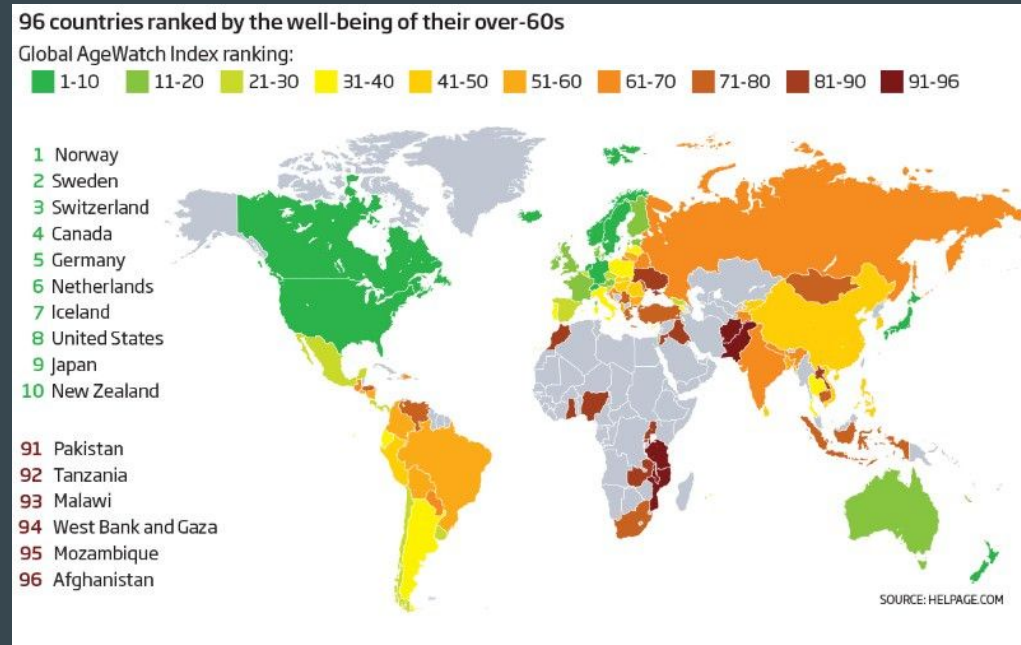 96 countries ranked by the well-being of their over-60s
Global AgeWatch Index ranking:
1-10 11-20 21-30 31-40 41-50 51-60 61-70 71-80 81-90 91-96
1 Norway
2 Sweden
3 Switzerland
4 Canada
5 Germany
6 Netherlands
7 Iceland
8 United States
9 Japan
10 New Zealand
91 Pakistan
92 Tanzania
93 Malawi
94 West Bank and Gaza
95 Mozambique
96 Afghanistan
SOURCE: HELPAGE.COM